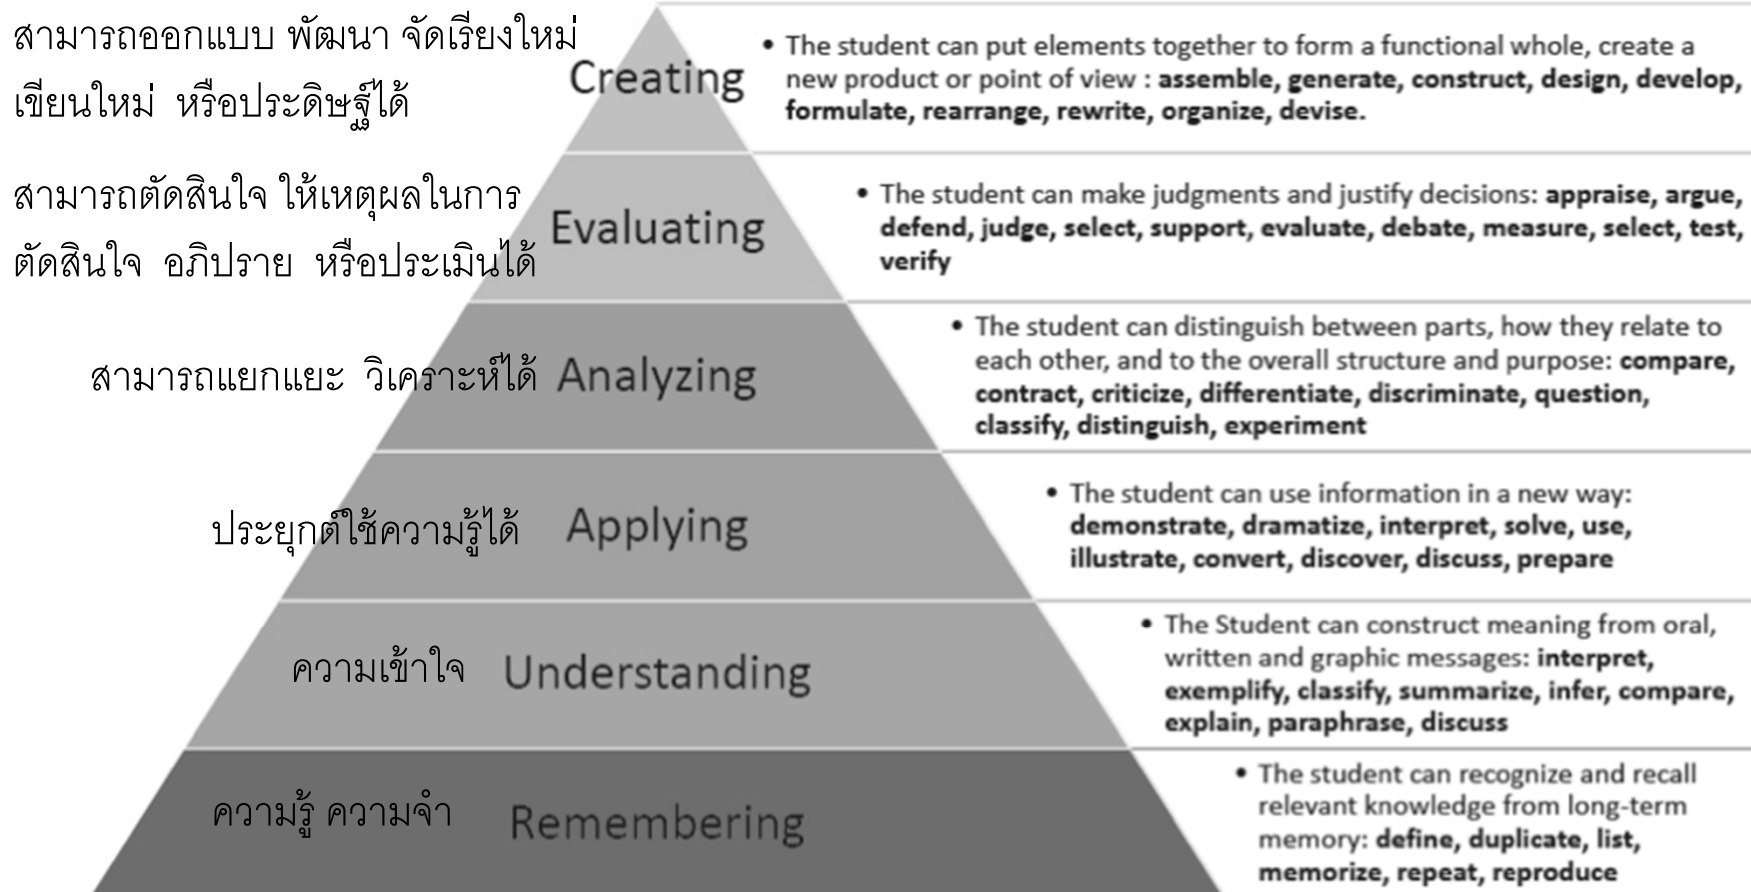 สามารถออกแบบ พัฒนา จัดเรียงใหม่
เขียนใหม่ หรือประดิษฐ์ได้
Creating
• The student can put elements together to form a functional whole, create a
new product or point of view : assemble, generate, construct, design, develop,
formulate, rearrange, rewrite, organize, devise.
สามารถตัดสินใจ ให้เหตุผลในการ
ตัดสินใจ อภิปราย หรือประเมินได้
Evaluating
• The student can make judgments and justify decisions: appraise, argue,
defend, judge, select, support, evaluate, debate, measure, select, test,
verify
สามารถแยกแยะ วิเคราะห์ได้
Analyzing
• The student can distinguish between parts, how they relate to
each other, and to the overall structure and purpose: compare,
contract, criticize, differentiate, discriminate, question,
classify, distinguish, experiment
ประยุกต์ใช้ความรู้ได้
Applying
• The student can use information in a new way:
demonstrate, dramatize, interpret, solve, use,
illustrate, convert, discover, discuss, prepare
ความเข้าใจ
Understanding
• The Student can construct meaning from oral,
written and graphic messages: interpret,
exemplify, classify, summarize, infer, compare,
explain, paraphrase, discuss
ความรู้ ความจำ
Remembering
• The student can recognize and recall
relevant knowledge from long-term
memory: define, duplicate, list,
memorize, repeat, reproduce